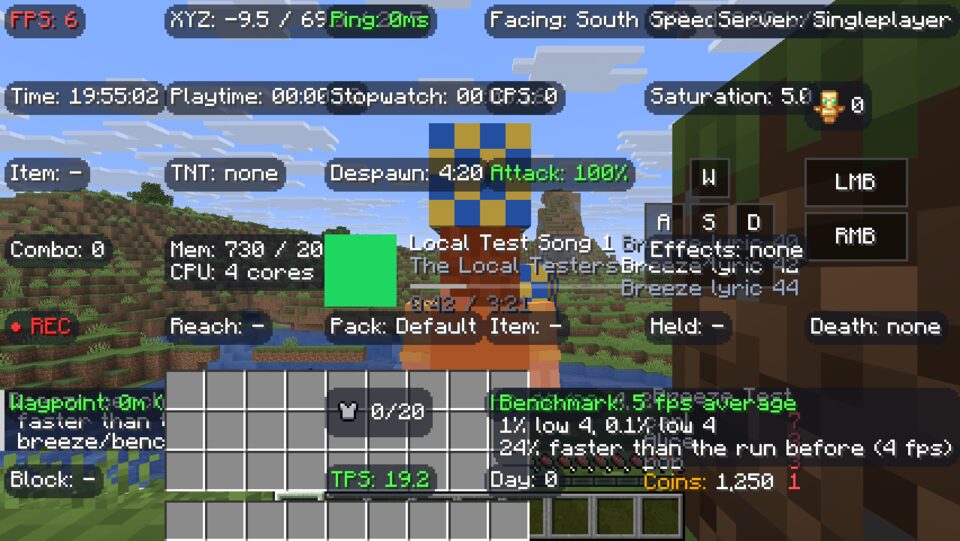 FPS: 6
XYZ: -9.5 / 69
Ping: 0ms
Facing: South
Speed
Server: Singleplayer
Time: 19:55:02
Playtime: 00:00
Stopwatch: 00
CPS: 0
Saturation: 5.0
0
Item: -
TNT: none
Despawn: 4:20
Attack: 100%
W
LMB
A S D
RMB
Combo: 0
Mem: 730 / 20
CPU: 4 cores
Local Test Song 1
The Local Testers
0:42 / 3:21
Effects: none
Breeze lyric 44
• REC
Reach: -
Pack: Default
Item: -
Held: -
Death: none
Waypoint: 0m
faster than
breeze/benc
0/20
Benchmark: 5 fps average
1% low 4, 0.1% low 4
24% faster than the run before (4 fps)
Breeze Test
Block: -
TPS: 19.2
Day: 0
Coins: 1,250
1